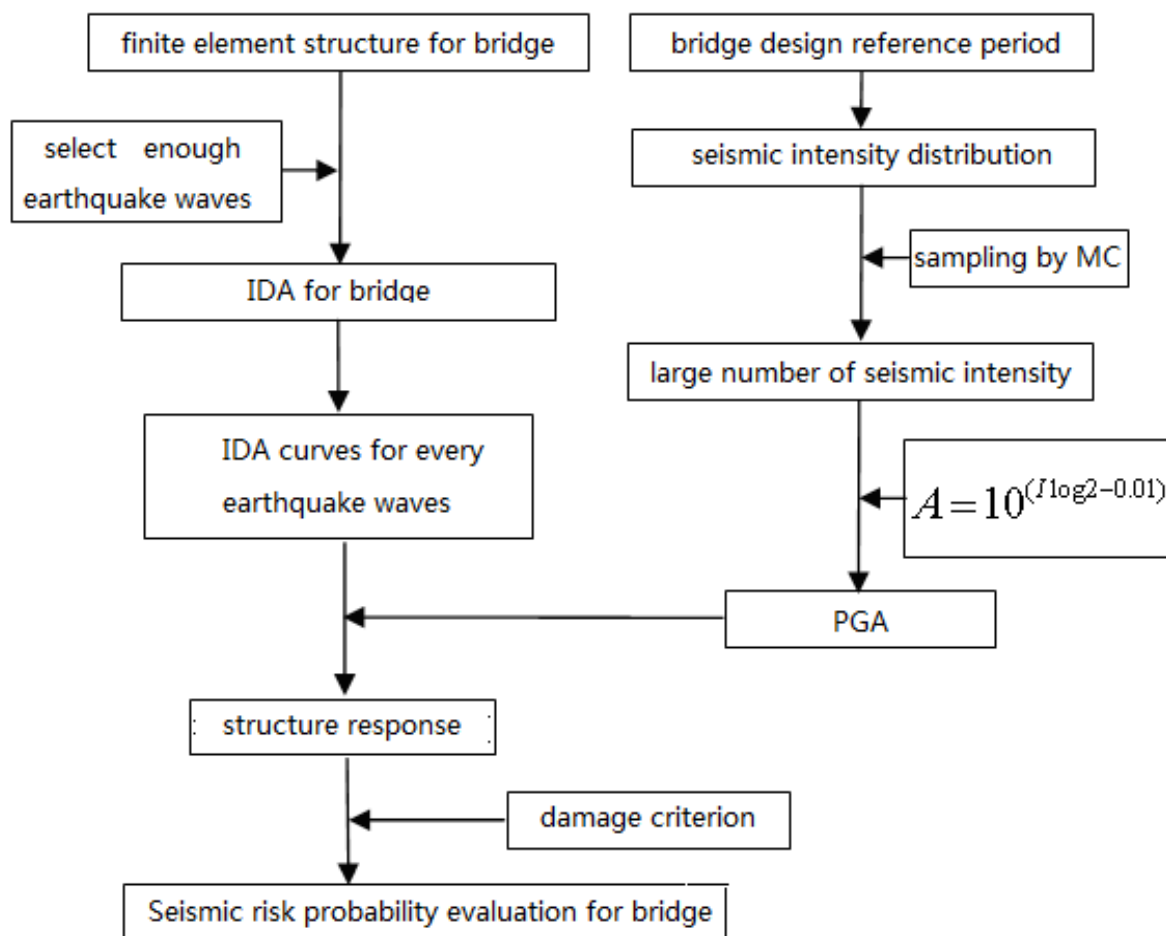 finite element structure for bridge
bridge design reference period
select enough
earthquake waves
seismic intensity distribution
sampling by MC
IDA for bridge
large number of seismic intensity
IDA curves for every
earthquake waves
A=10^(I log2−0.01)
PGA
structure response
damage criterion
Seismic risk probability evaluation for bridge